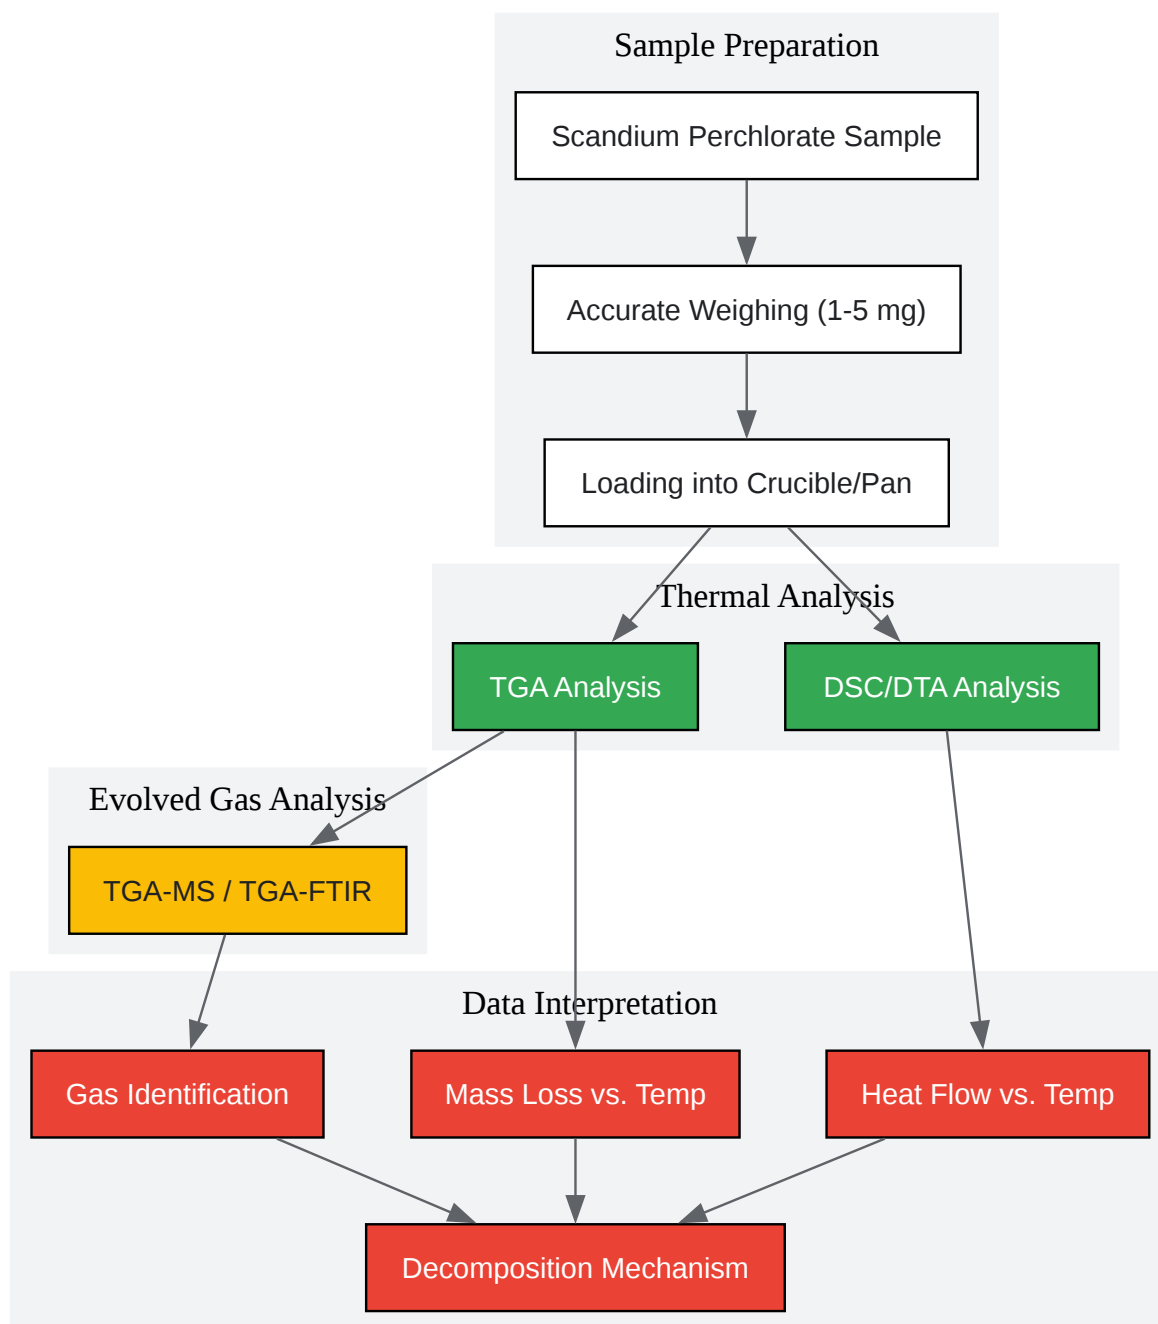 Sample Preparation
Scandium Perchlorate Sample
Accurate Weighing (1-5 mg)
Loading into Crucible/Pan
Thermal Analysis
TGA Analysis
DSC/DTA Analysis
Evolved Gas Analysis
TGA-MS / TGA-FTIR
Data Interpretation
Gas Identification
Mass Loss vs. Temp
Heat Flow vs. Temp
Decomposition Mechanism